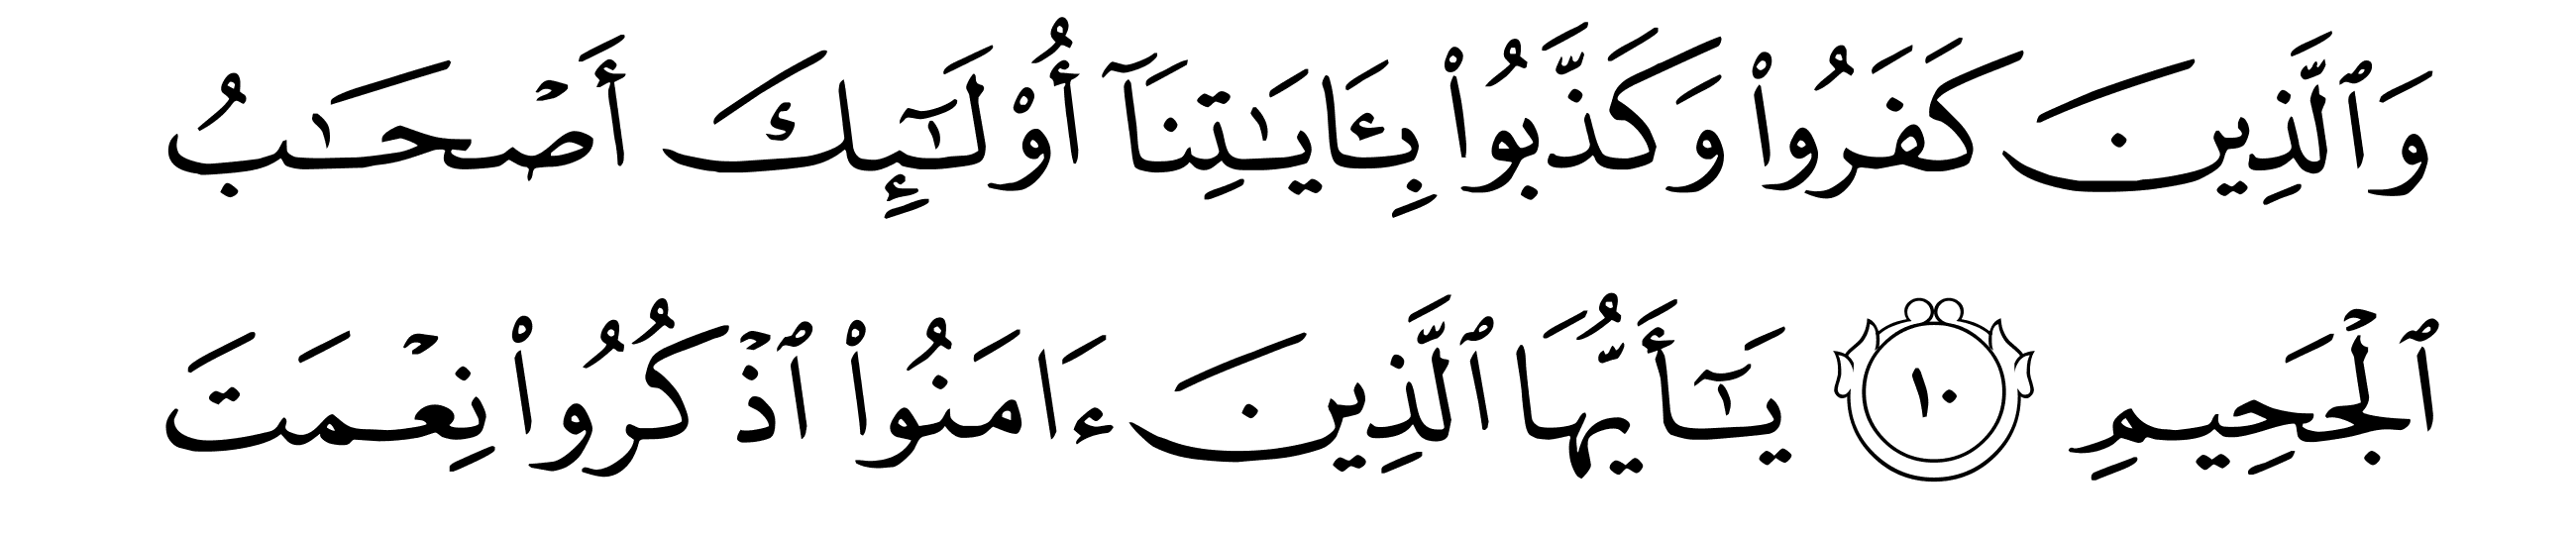 وَٱلَّذِينَ كَفَرُوا۟ وَكَذَّبُوا۟ بِـَٔايَـٰتِنَآ أُو۟لَـٰٓئِكَ أَصْحَـٰبُ
ٱلْجَحِيمِ ١٠ يَـٰٓأَيُّهَا ٱلَّذِينَ ءَامَنُوا۟ ٱذْكُرُوا۟ نِعْمَتَ